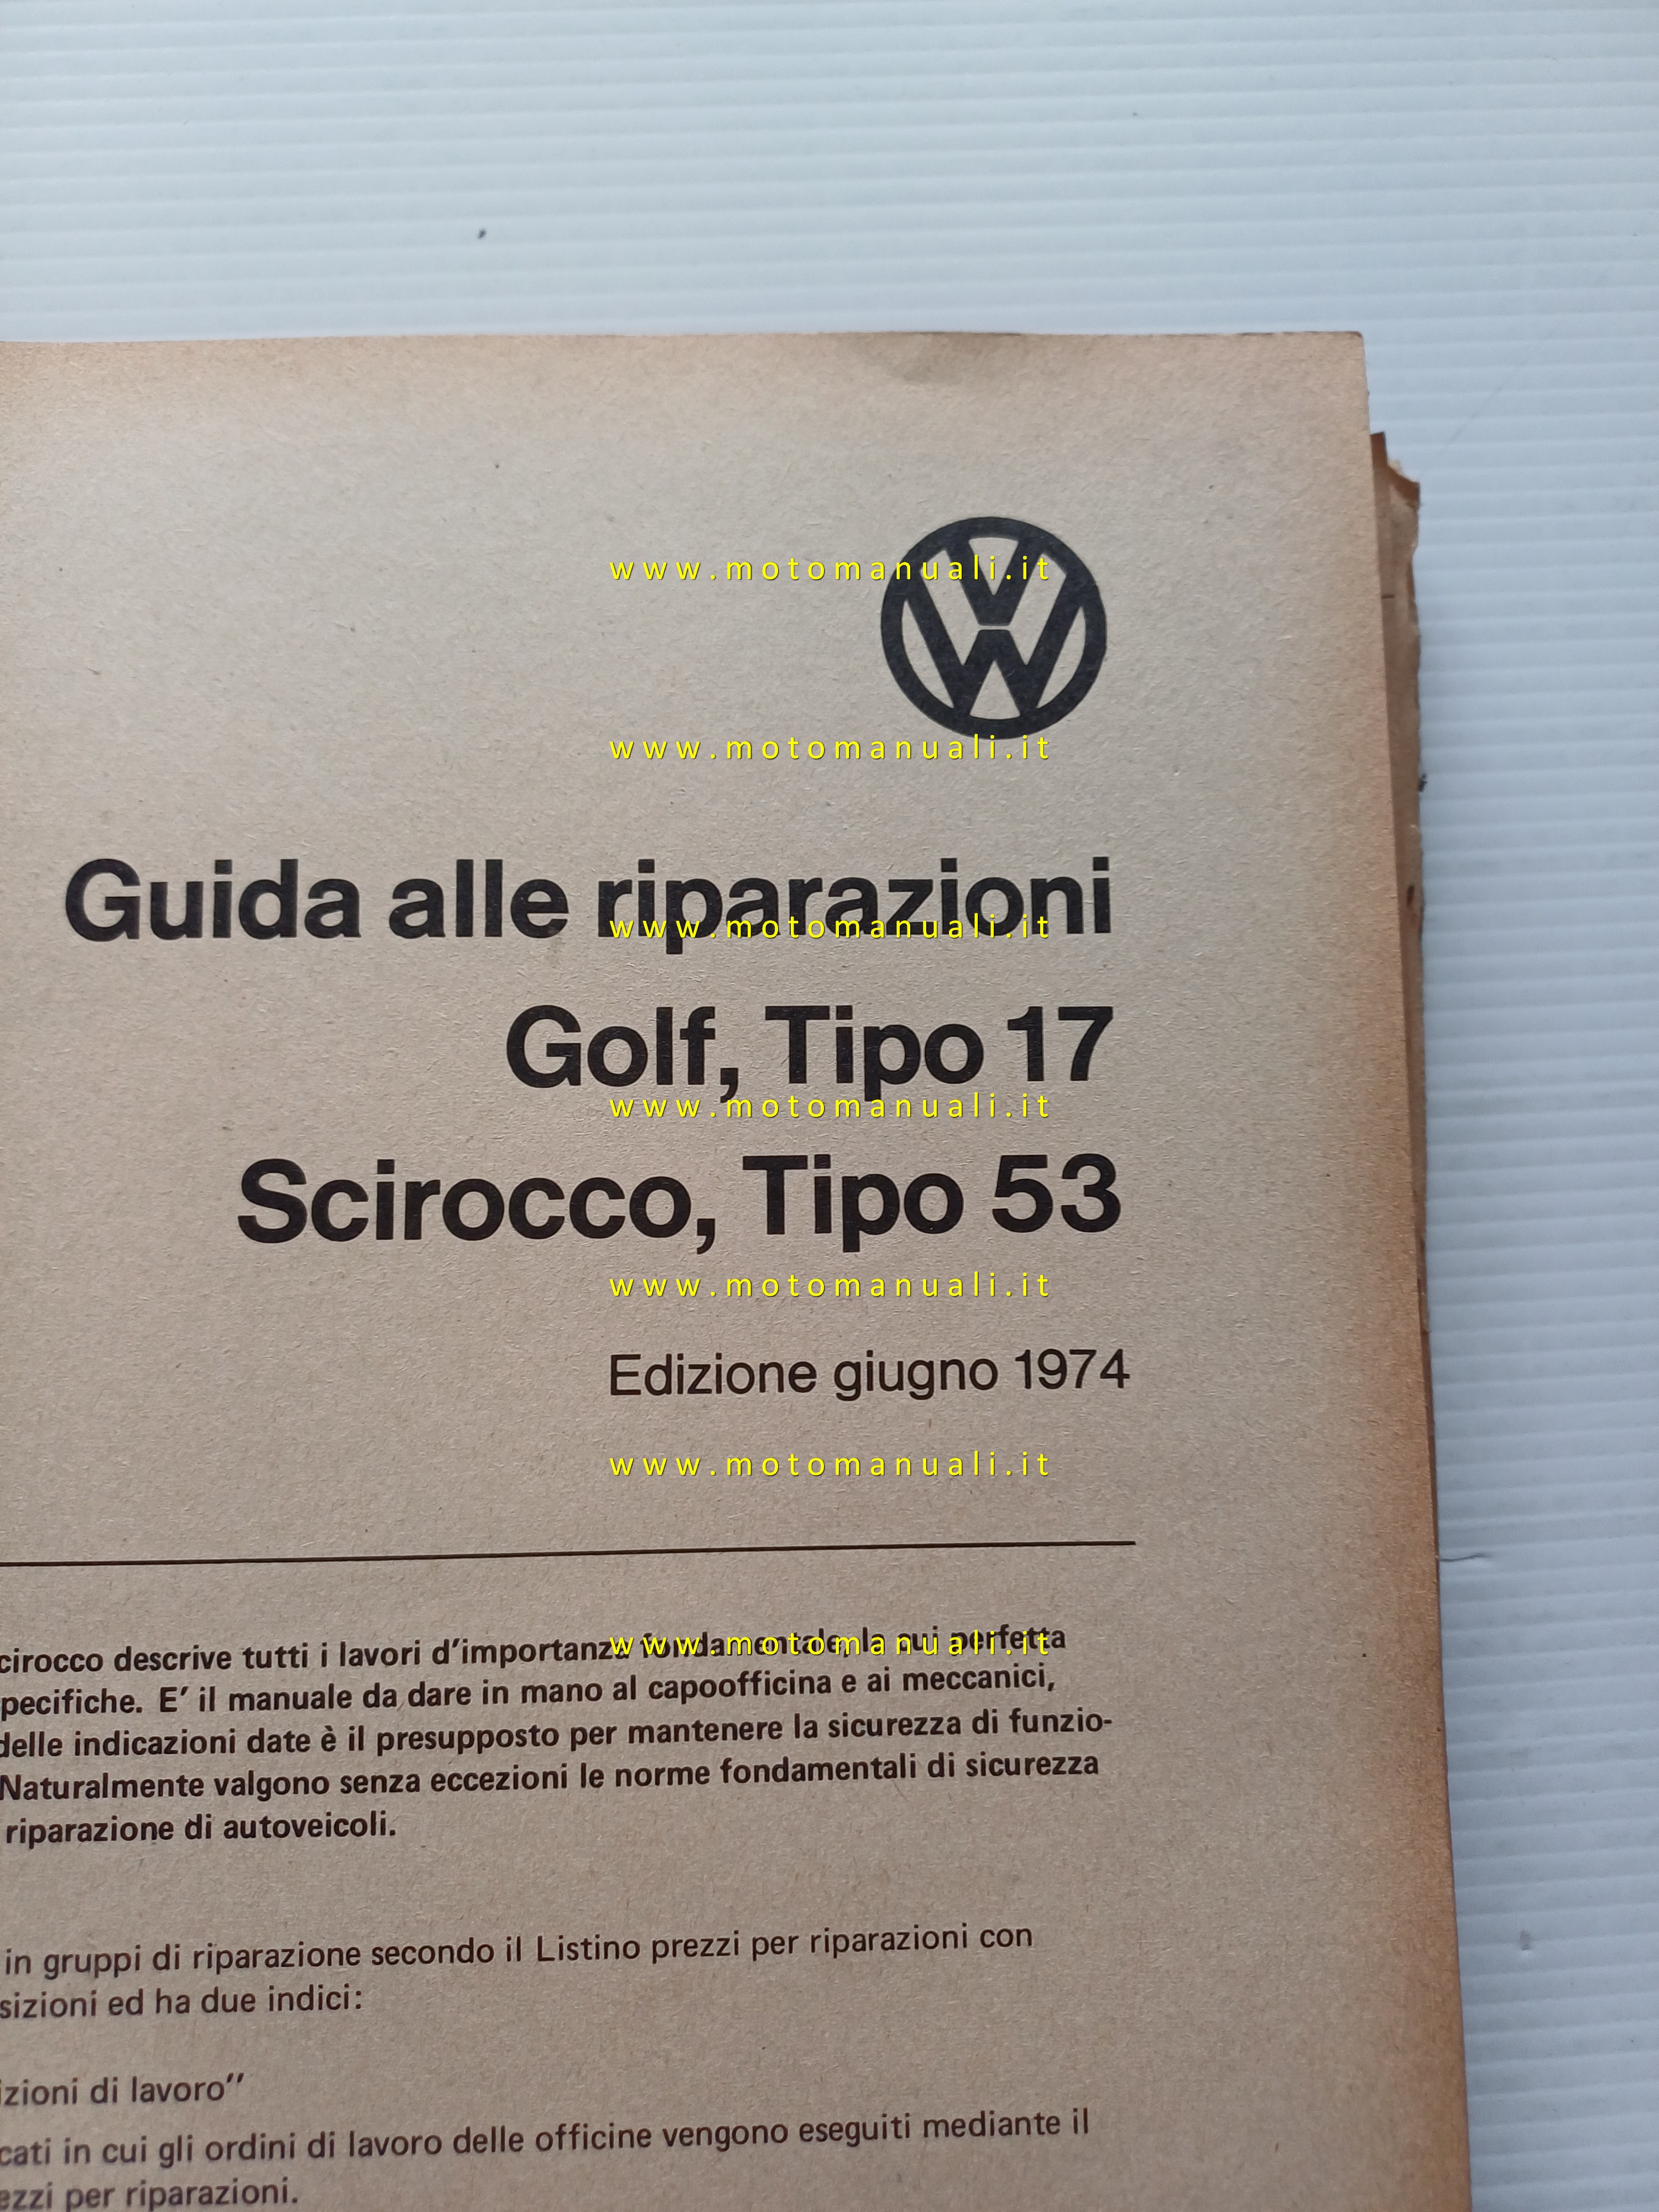 www.motomanuali.it
www.motomanuali.it
Guida alle riparazioni
www.motomanuali.it
Golf, Tipo 17
www.motomanuali.it
Scirocco, Tipo 53
www.motomanuali.it
Edizione giugno 1974
www.motomanuali.it
cirocco descrive tutti i lavori d'importanza fondamentale, la cui perfetta
www.motomanuali.it
pecifiche. E' il manuale da dare in mano al capoofficina e ai meccanici,
delle indicazioni date è il presupposto per mantenere la sicurezza di funzio-
Naturalmente valgono senza eccezioni le norme fondamentali di sicurezza
riparazione di autoveicoli.
in gruppi di riparazione secondo il Listino prezzi per riparazioni con
sizioni ed ha due indici:
izioni di lavoro"
cati in cui gli ordini di lavoro delle officine vengono eseguiti mediante il
ezzi per riparazioni.